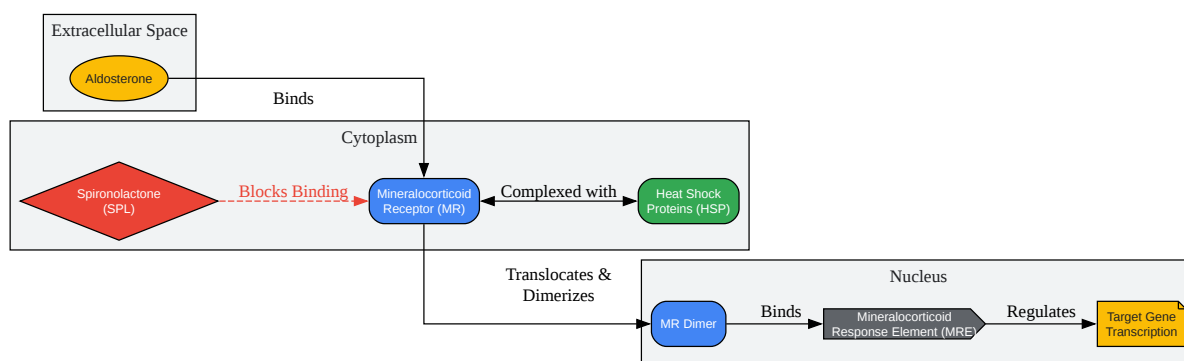 Extracellular Space
Aldosterone
Binds
Cytoplasm
Spironolactone
(SPL)
Blocks Binding
Mineralocorticoid
Receptor (MR)
Complexed with
Heat Shock
Proteins (HSP)
Translocates &
Dimerizes
Nucleus
MR Dimer
Binds
Mineralocorticoid
Response Element (MRE)
Regulates
Target Gene
Transcription